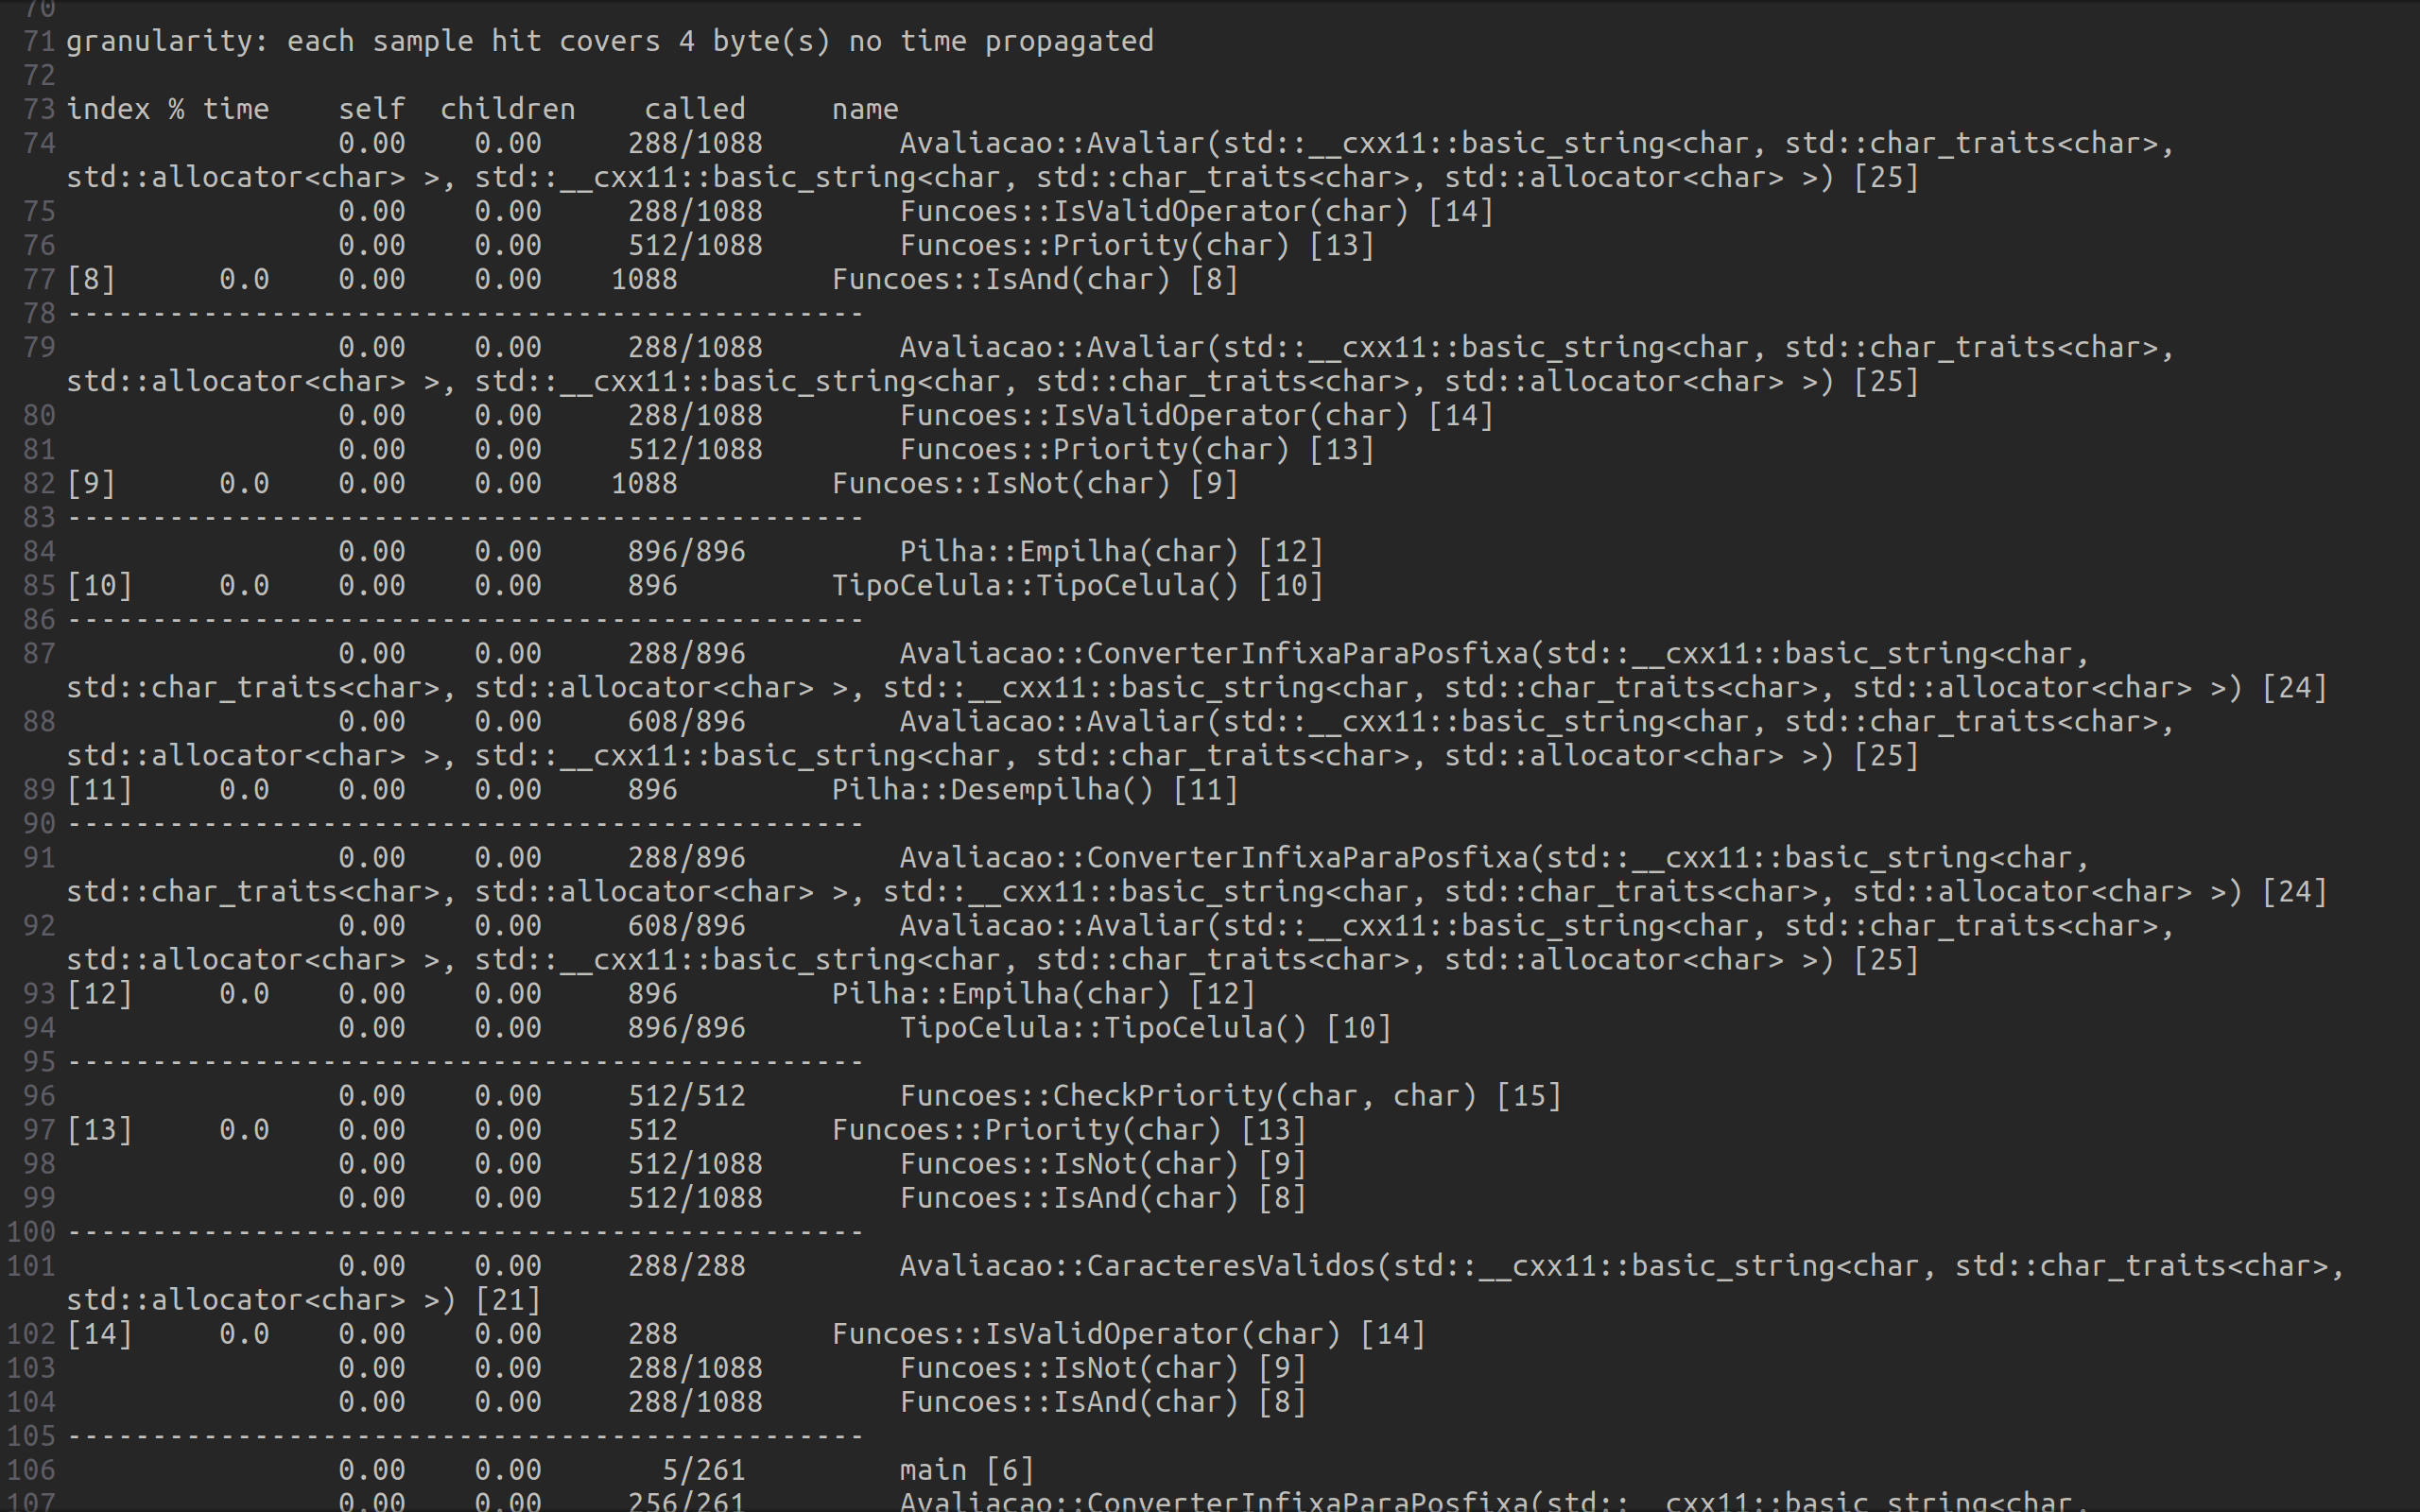 70
71 granularity: each sample hit covers 4 byte(s) no time propagated
72
73 index % time    self  children    called     name
74                 0.00    0.00     288/1088        Avaliacao::Avaliar(std::__cxx11::basic_string<char, std::char_traits<char>,
std::allocator<char> >, std::__cxx11::basic_string<char, std::char_traits<char>, std::allocator<char> >) [25]
75                 0.00    0.00     288/1088        Funcoes::IsValidOperator(char) [14]
76                 0.00    0.00     512/1088        Funcoes::Priority(char) [13]
77 [8]      0.0    0.00    0.00    1088         Funcoes::IsAnd(char) [8]
78 -----------------------------------------------
79                 0.00    0.00     288/1088        Avaliacao::Avaliar(std::__cxx11::basic_string<char, std::char_traits<char>,
std::allocator<char> >, std::__cxx11::basic_string<char, std::char_traits<char>, std::allocator<char> >) [25]
80                 0.00    0.00     288/1088        Funcoes::IsValidOperator(char) [14]
81                 0.00    0.00     512/1088        Funcoes::Priority(char) [13]
82 [9]      0.0    0.00    0.00    1088         Funcoes::IsNot(char) [9]
83 -----------------------------------------------
84                 0.00    0.00     896/896         Pilha::Empilha(char) [12]
85 [10]     0.0    0.00    0.00     896         TipoCelula::TipoCelula() [10]
86 -----------------------------------------------
87                 0.00    0.00     288/896         Avaliacao::ConverterInfixaParaPosfixa(std::__cxx11::basic_string<char,
std::char_traits<char>, std::allocator<char> >, std::__cxx11::basic_string<char, std::char_traits<char>, std::allocator<char> >) [24]
88                 0.00    0.00     608/896         Avaliacao::Avaliar(std::__cxx11::basic_string<char, std::char_traits<char>,
std::allocator<char> >, std::__cxx11::basic_string<char, std::char_traits<char>, std::allocator<char> >) [25]
89 [11]     0.0    0.00    0.00     896         Pilha::Desempilha() [11]
90 -----------------------------------------------
91                 0.00    0.00     288/896         Avaliacao::ConverterInfixaParaPosfixa(std::__cxx11::basic_string<char,
std::char_traits<char>, std::allocator<char> >, std::__cxx11::basic_string<char, std::char_traits<char>, std::allocator<char> >) [24]
92                 0.00    0.00     608/896         Avaliacao::Avaliar(std::__cxx11::basic_string<char, std::char_traits<char>,
std::allocator<char> >, std::__cxx11::basic_string<char, std::char_traits<char>, std::allocator<char> >) [25]
93 [12]     0.0    0.00    0.00     896         Pilha::Empilha(char) [12]
94                 0.00    0.00     896/896         TipoCelula::TipoCelula() [10]
95 -----------------------------------------------
96                 0.00    0.00     512/512         Funcoes::CheckPriority(char, char) [15]
97 [13]     0.0    0.00    0.00     512         Funcoes::Priority(char) [13]
98                 0.00    0.00     512/1088        Funcoes::IsNot(char) [9]
99                 0.00    0.00     512/1088        Funcoes::IsAnd(char) [8]
100 -----------------------------------------------
101                 0.00    0.00     288/288         Avaliacao::CaracteresValidos(std::__cxx11::basic_string<char, std::char_traits<char>,
std::allocator<char> >) [21]
102 [14]     0.0    0.00    0.00     288         Funcoes::IsValidOperator(char) [14]
103                 0.00    0.00     288/1088        Funcoes::IsNot(char) [9]
104                 0.00    0.00     288/1088        Funcoes::IsAnd(char) [8]
105 -----------------------------------------------
106                 0.00    0.00       5/261         main [6]
107                 0.00    0.00     256/261         Avaliacao::ConverterInfixaParaPosfixa(std::__cxx11::basic_string<char,